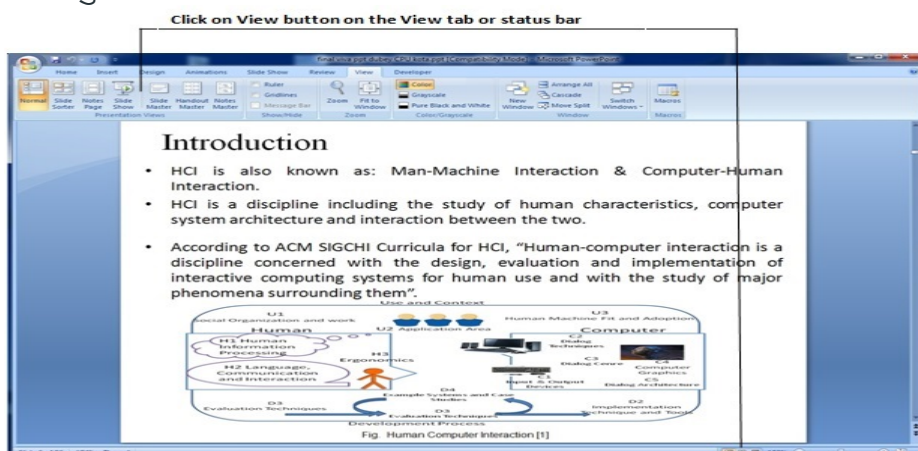 Click on View button on the View tab or status bar
Home Insert Design Animations Slide Show Review View Developer
Normal Slide Sorter Notes Page Slide Show Slide Master Handout Master Notes Master
Ruler
Gridlines
Message Bar
Zoom Fit to Window
Color
Grayscale
Pure Black and White
New Window
Arrange All
Cascade
Move Split
Switch Windows
Macros
Presentation Views Show/Hide Zoom Color/Grayscale Window Macros
Introduction
• HCI is also known as: Man-Machine Interaction & Computer-Human
Interaction.
• HCI is a discipline including the study of human characteristics, computer
system architecture and interaction between the two.
• According to ACM SIGCHI Curricula for HCI, “Human-computer interaction is a
discipline concerned with the design, evaluation and implementation of
interactive computing systems for human use and with the study of major
phenomena surrounding them”.
Use and Context
U1
Social Organization and work
U2 Application Area
U3
Human Machine Fit and Adoption
Human
Computer
H1 Human
Information
Processing
H2 Language,
Communication
and Interaction
H3
Ergonomics
C2
Dialog
Techniques
C3
Dialog Genre
C4
Computer
Graphics
C5
Dialog Architecture
C1
Input & Output
Devices
D4
Example Systems and Case
Studies
D3
Evaluation Techniques
D3
Evaluation Techniques
D2
Implementation
Technique and Tools
Development Process
Fig. Human Computer Interaction [1]